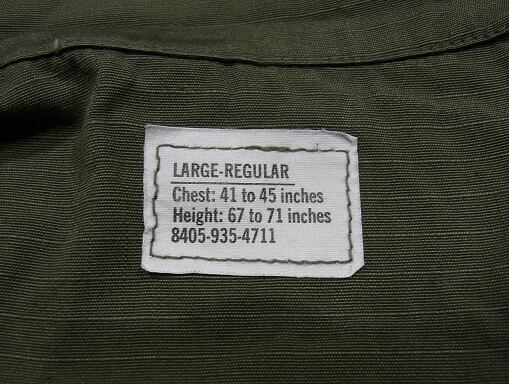 LARGE-REGULAR
Chest: 41 to 45 inches
Height: 67 to 71 inches
8405-935-4711